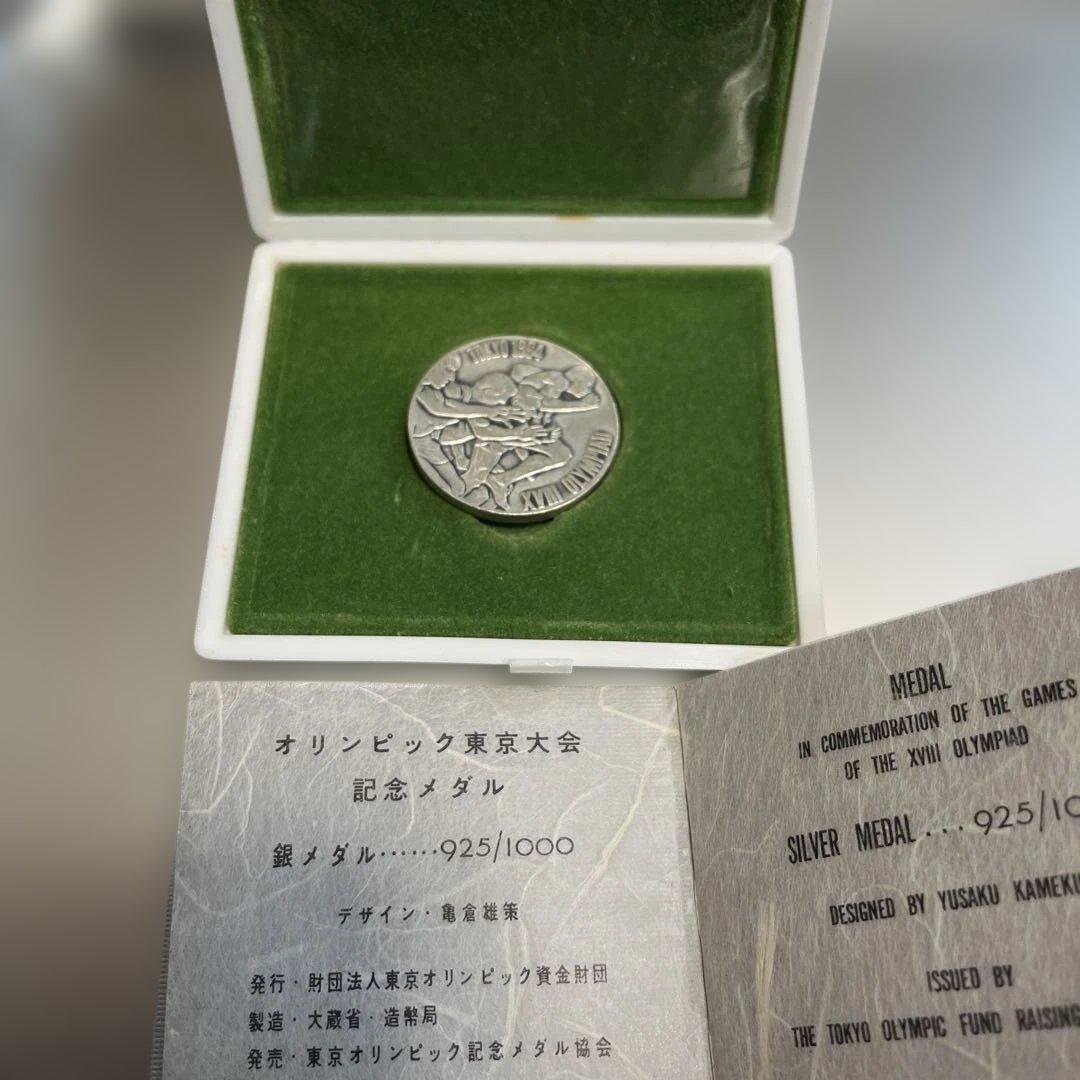 TOKYO 1964
XVIII OLYMPIAD
オリンピック東京大会
記念メダル
銀メダル……925/1000
デザイン・亀倉雄策
発行・財団法人東京オリンピック資金財団
製造・大蔵省・造幣局
発売・東京オリンピック記念メダル協会
MEDAL
IN COMMEMORATION OF THE GAMES
OF THE XVIII OLYMPIAD
SILVER MEDAL...925/10
DESIGNED BY YUSAKU KAMEKU
ISSUED BY
THE TOKYO OLYMPIC FUND RAISING